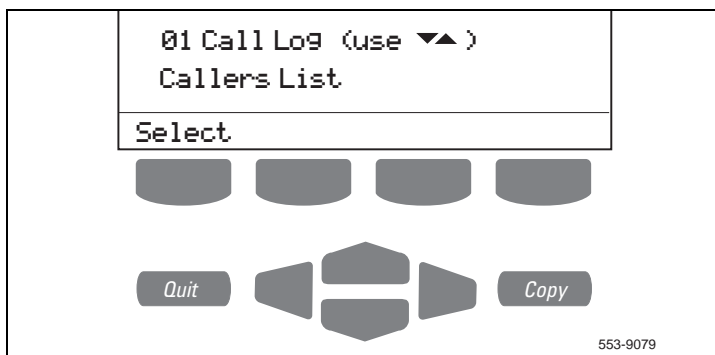 01 Call Log (use ▼▲)
Callers List
Select
Quit
Copy
553-9079